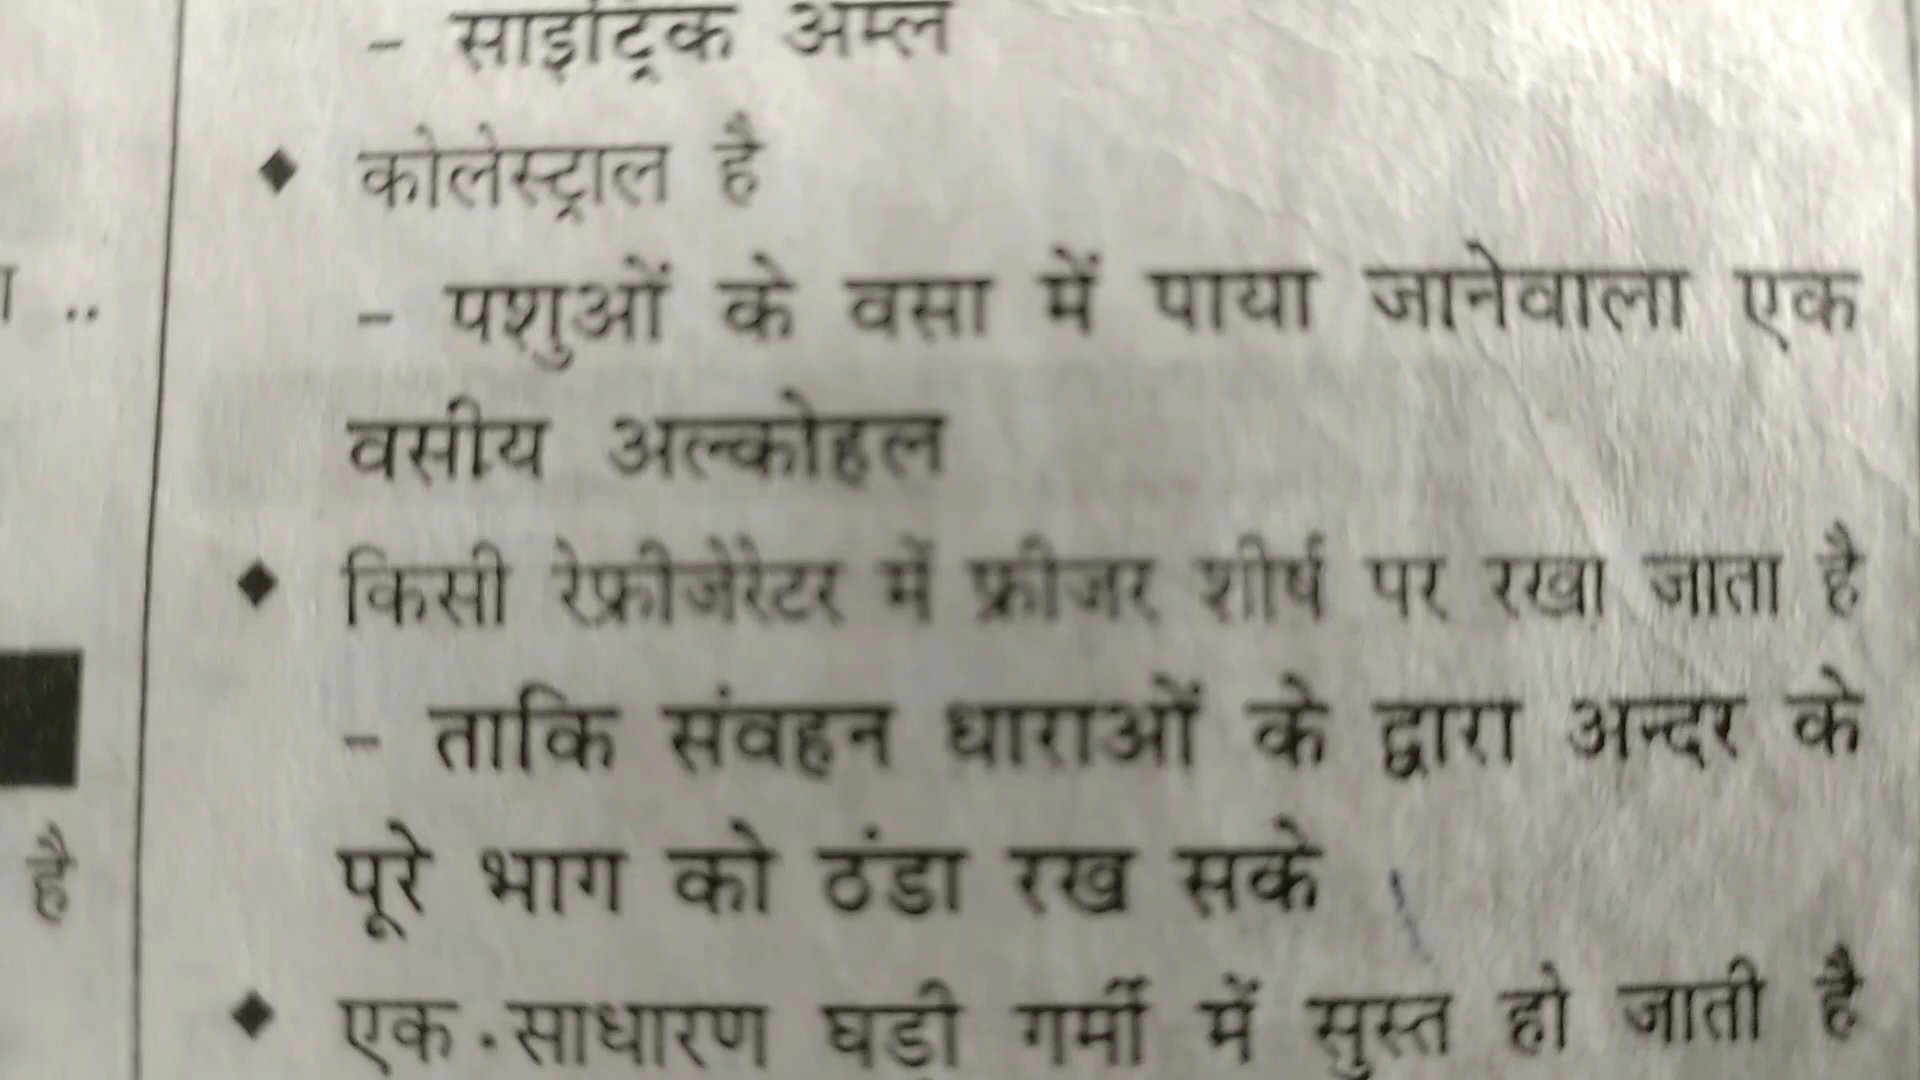 - साइट्रिक अम्ल
♦ कोलेस्ट्राल है
- पशुओं के वसा में पाया जानेवाला एक
वसीय अल्कोहल
♦ किसी रेफ्रीजेरेटर में फ्रीजर शीर्ष पर रखा जाता है
- ताकि संवहन धाराओं के द्वारा अन्दर के
पूरे भाग को ठंडा रख सके
♦ एक साधारण घड़ी गर्मी में सुस्त हो जाती है
है